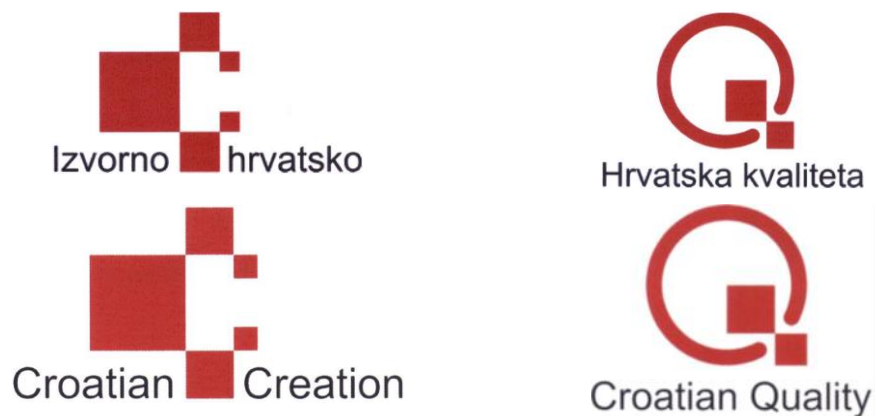 Izvorno hrvatsko
Hrvatska kvaliteta
Croatian Creation
Croatian Quality